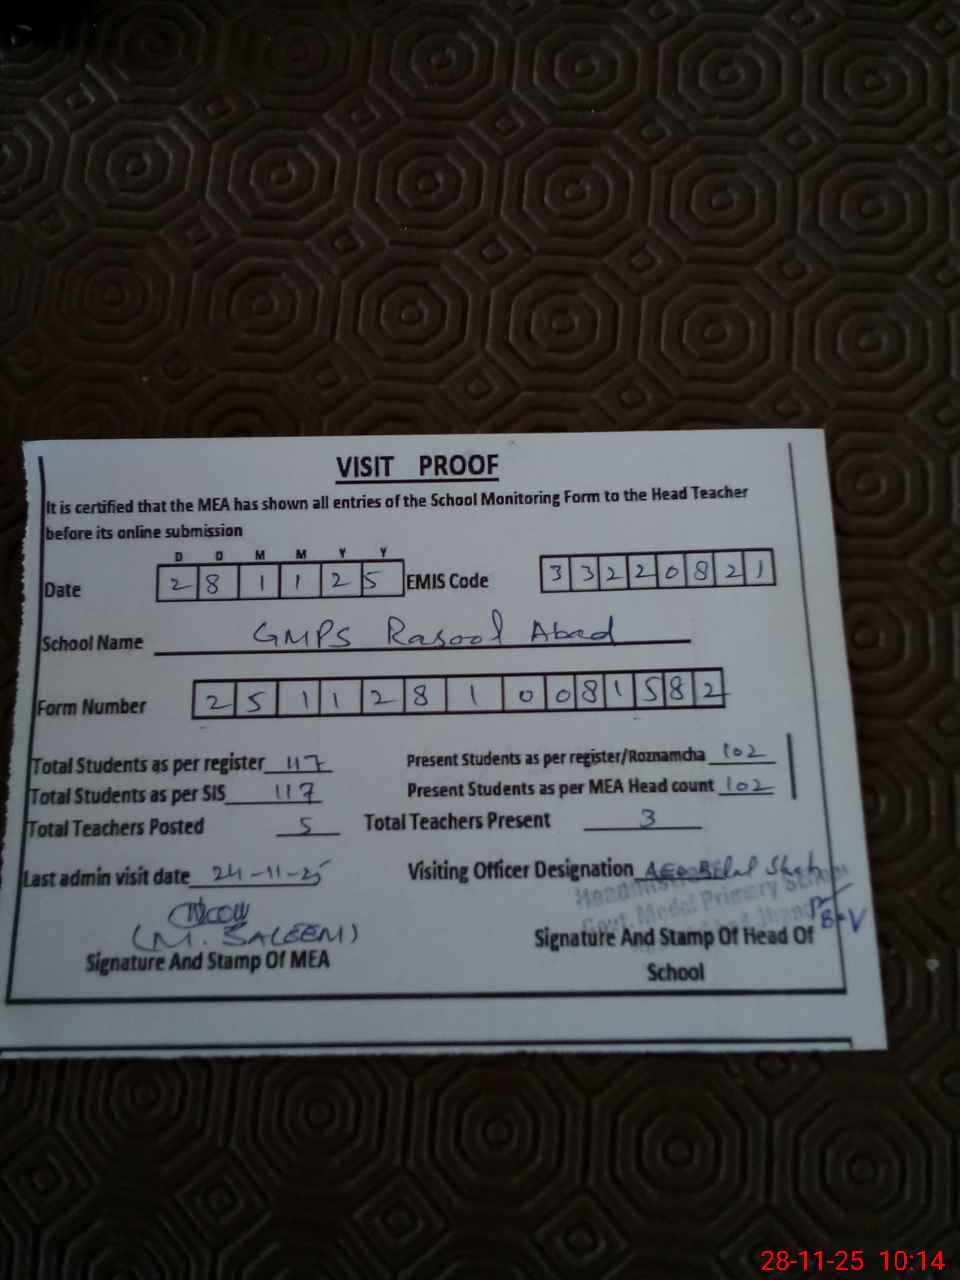 VISIT PROOF
It is certified that the MEA has shown all entries of the School Monitoring Form to the Head Teacher
before its online submission
D D M M Y Y
Date 2 8 1 1 2 5 EMIS Code 3 3 2 2 0 8 2 1
School Name GMPS Rasool Abad
Form Number 2 5 1 1 2 8 1 0 0 8 1 5 8 2
Total Students as per register 117 Present Students as per register/Roznamcha 102
Total Students as per SIS 117 Present Students as per MEA Head count 102
Total Teachers Posted 5 Total Teachers Present 3
Last admin visit date 24-11-25 Visiting Officer Designation AEO Bilal Shah
Govt. Model Primary School
(M. SALEEM)
Signature And Stamp Of MEA Signature And Stamp Of Head Of
School
28-11-25 10:14